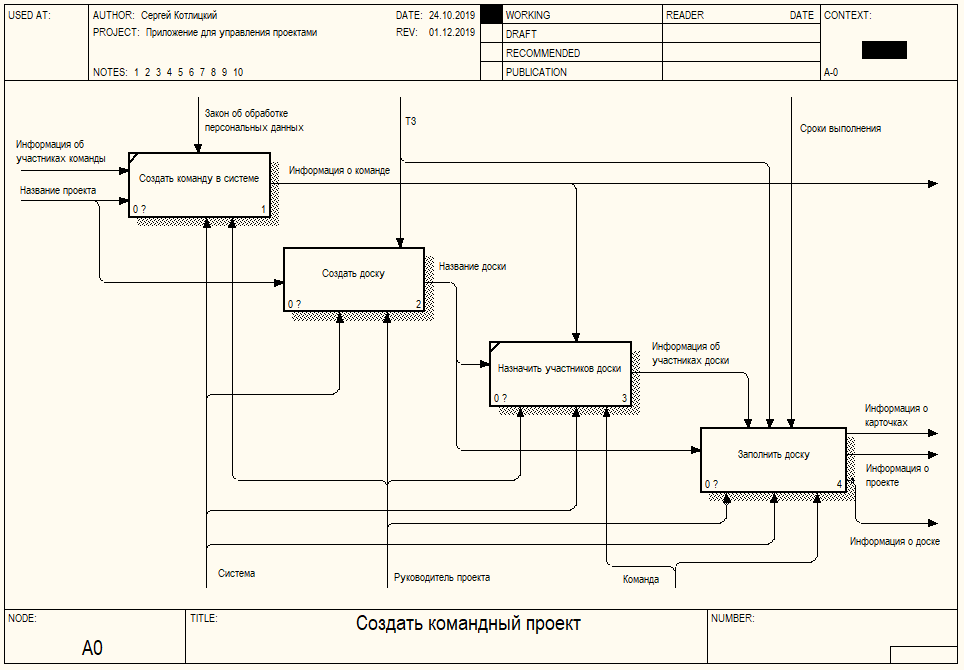 USED AT:
AUTHOR: Сергей Котлицкий
DATE: 24.10.2019
WORKING
READER
DATE
CONTEXT:
PROJECT: Приложение для управления проектами
REV: 01.12.2019
DRAFT
RECOMMENDED
NOTES: 1 2 3 4 5 6 7 8 9 10
PUBLICATION
A-0
Закон об обработке
персональных данных
ТЗ
Сроки выполнения
Информация об
участниках команды
Название проекта
Создать команду в системе
0 ?
1
Информация о команде
Создать доску
0 ?
2
Название доски
Назначить участников доски
0 ?
3
Информация об
участниках доски
Заполнить доску
0 ?
4
Информация о
карточках
Информация о
проекте
Информация о доске
Система
Руководитель проекта
Команда
NODE:
A0
TITLE:
Создать командный проект
NUMBER: